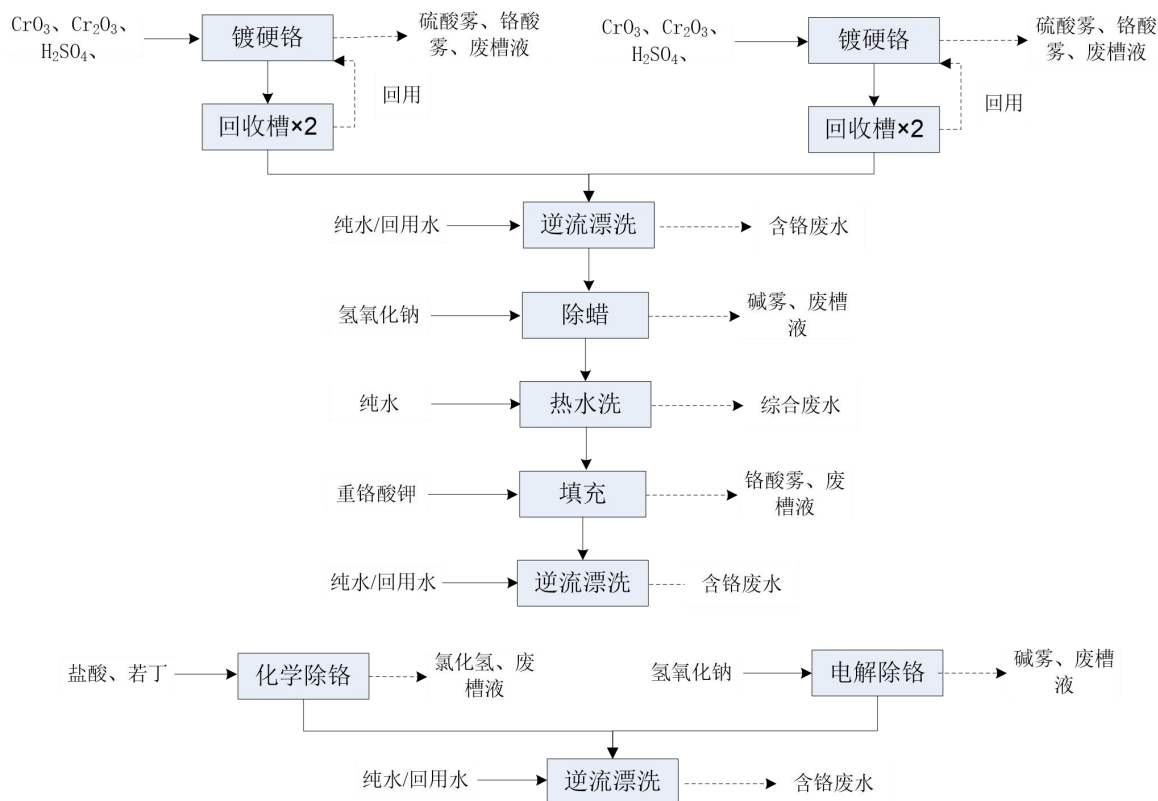 CrO₃、Cr₂O₃、
H₂SO₄、
镀硬铬
硫酸雾、铬酸
雾、废槽液
回用
回收槽×2
CrO₃、Cr₂O₃、
H₂SO₄、
镀硬铬
硫酸雾、铬酸
雾、废槽液
回用
回收槽×2
纯水/回用水
逆流漂洗
含铬废水
氢氧化钠
除蜡
碱雾、废槽
液
纯水
热水洗
综合废水
重铬酸钾
填充
铬酸雾、废
槽液
纯水/回用水
逆流漂洗
含铬废水
盐酸、若丁
化学除铬
氯化氢、废
槽液
氢氧化钠
电解除铬
碱雾、废槽
液
纯水/回用水
逆流漂洗
含铬废水